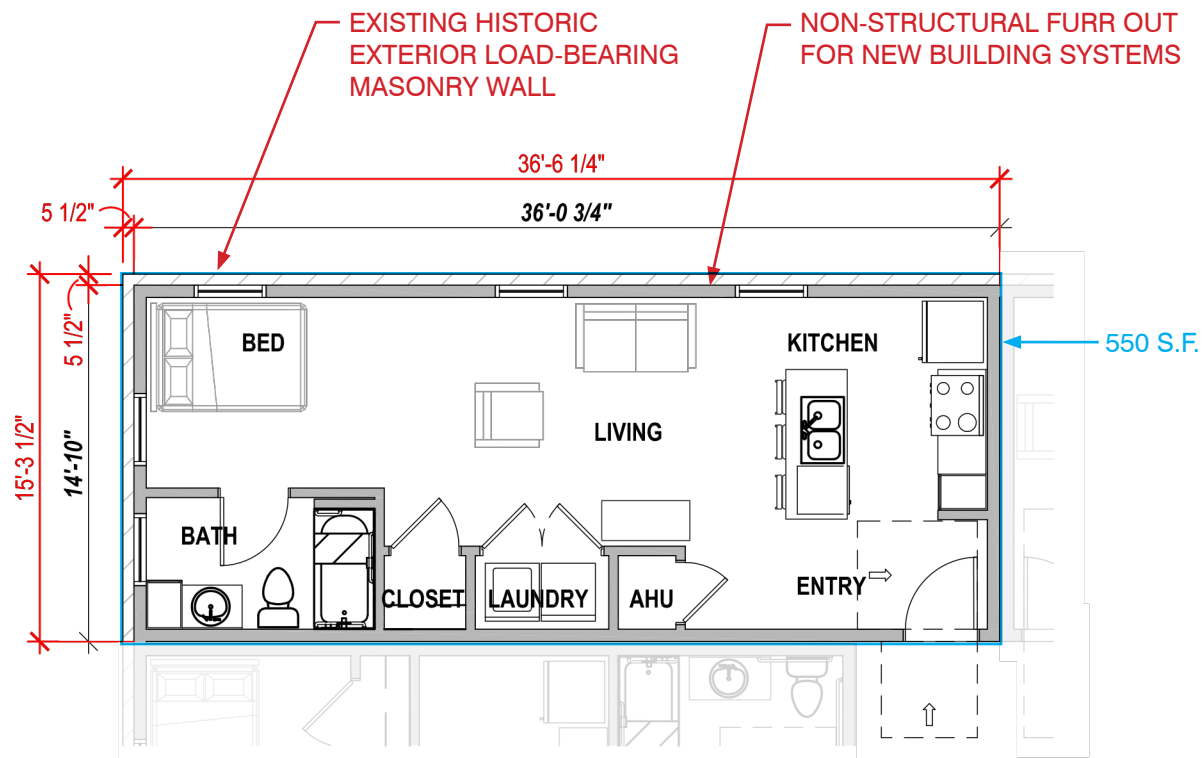 EXISTING HISTORIC
EXTERIOR LOAD-BEARING
MASONRY WALL
NON-STRUCTURAL FURR OUT
FOR NEW BUILDING SYSTEMS
36'-6 1/4"
5 1/2"
36'-0 3/4"
5 1/2"
15'-3 1/2"
14'-10"
BED
KITCHEN
550 S.F.
LIVING
BATH
CLOSET
LAUNDRY
AHU
ENTRY